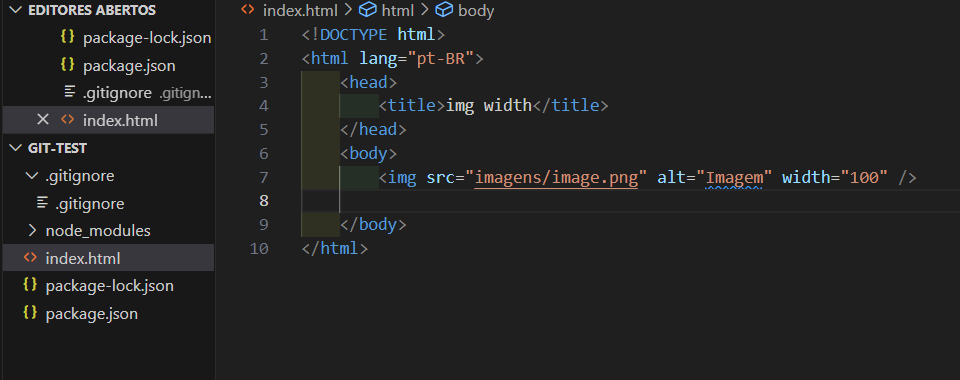 EDITORES ABERTOS
{} package-lock.json
{} package.json
.gitignore .gitign...
index.html
GIT-TEST
.gitignore
.gitignore
node_modules
index.html
{} package-lock.json
{} package.json
index.html > html > body
1 <!DOCTYPE html>
2 <html lang="pt-BR">
3 <head>
4 <title>img width</title>
5 </head>
6 <body>
7 <img src="imagens/image.png" alt="Imagem" width="100" />
8
9 </body>
10 </html>